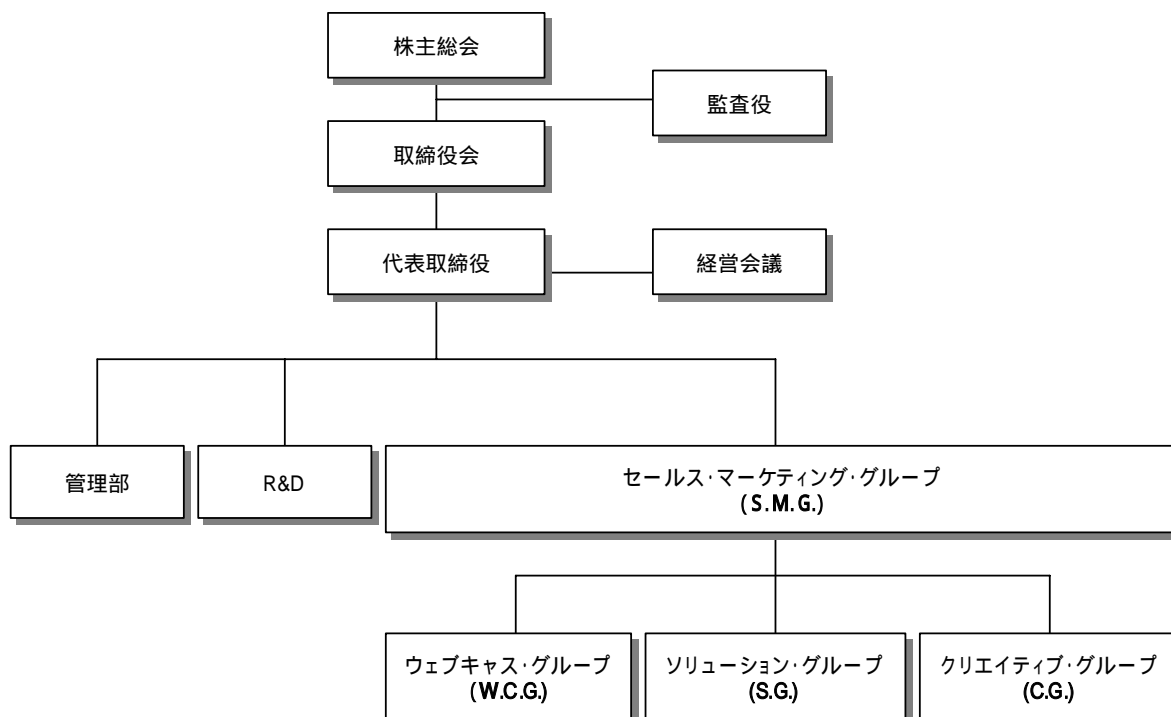 株主総会
監査役
取締役会
代表取締役
経営会議
管理部
R&D
セールス・マーケティング・グループ
(S.M.G.)
ウェブキャス・グループ
(W.C.G.)
ソリューション・グループ
(S.G.)
クリエイティブ・グループ
(C.G.)